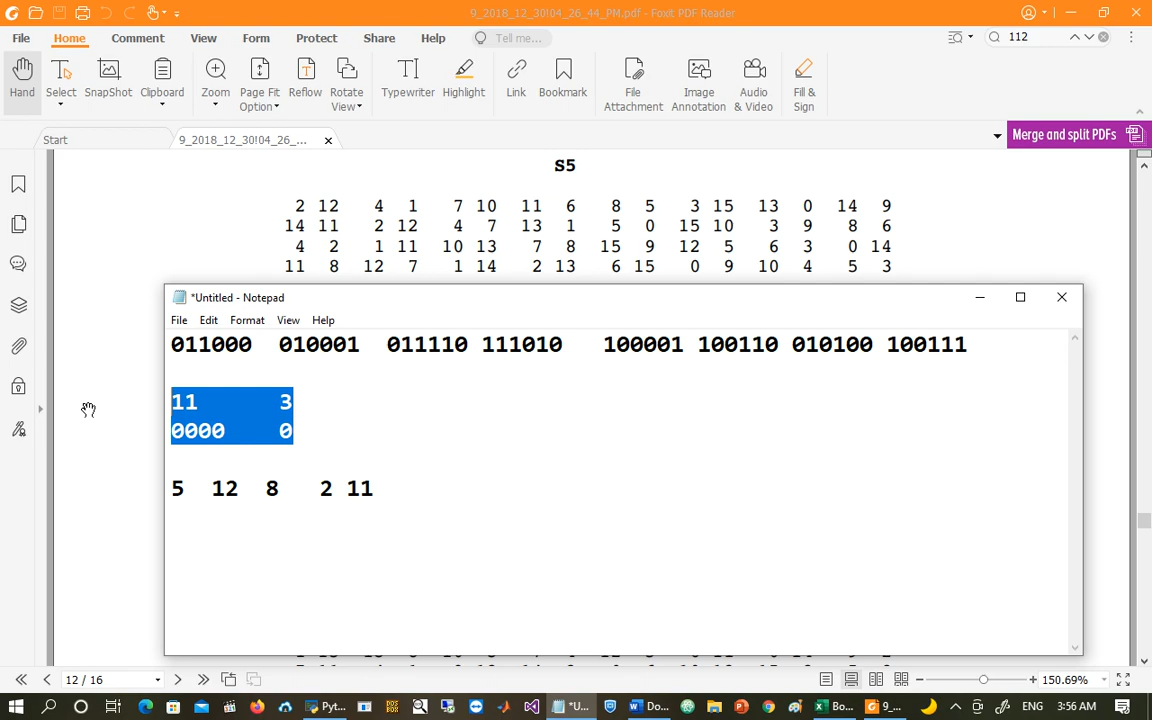 9_2018_12_30!04_26_44_PM.pdf - Foxit PDF Reader
File Home Comment View Form Protect Share Help Tell me... 112
Hand Select SnapShot Clipboard Zoom Page Fit Option Reflow Rotate View Typewriter Highlight Link Bookmark File Attachment Image Annotation Audio & Video Fill & Sign
Start 9_2018_12_30!04_26_... Merge and split PDFs
S5
2 12 4 1 7 10 11 6 8 5 3 15 13 0 14 9
14 11 2 12 4 7 13 1 5 0 15 10 3 9 8 6
4 2 1 11 10 13 7 8 15 9 12 5 6 3 0 14
11 8 12 7 1 14 2 13 6 15 0 9 10 4 5 3
*Untitled - Notepad
File Edit Format View Help
011000 010001 011110 111010 100001 100110 010100 100111
11 3
0000 0
5 12 8 2 11
12 / 16 150.69%
Pyt... *U... Do... Bo... 9_... ENG 3:56 AM